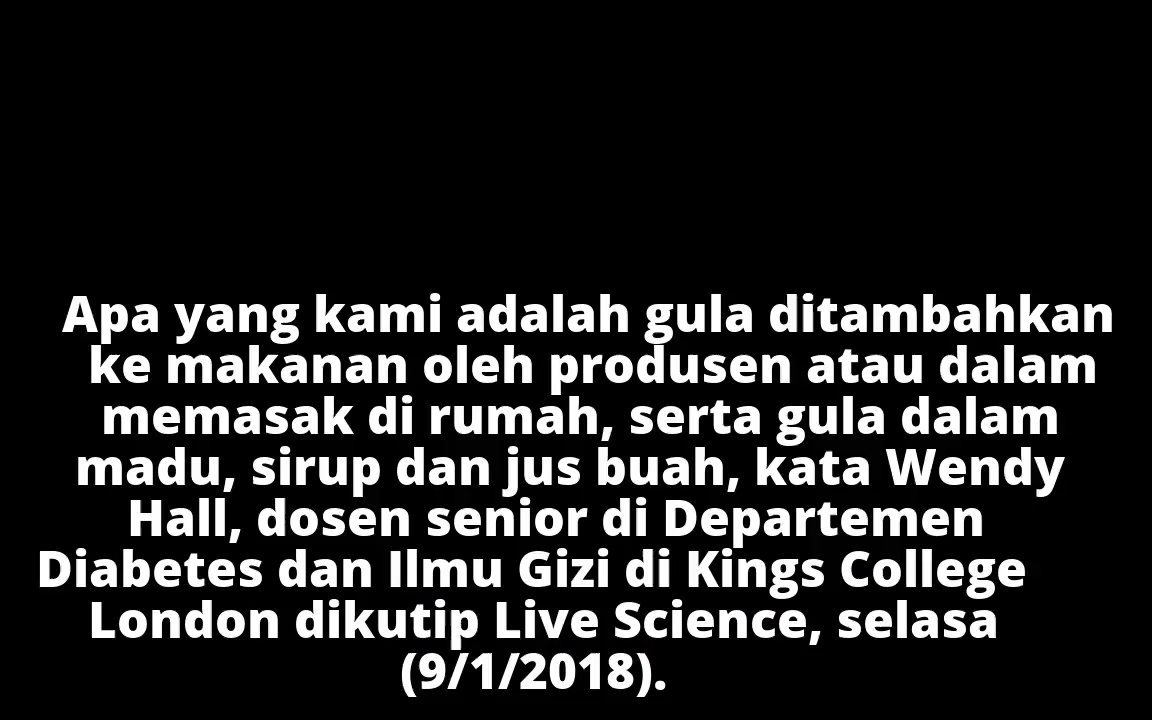 Apa yang kami adalah gula ditambahkan
ke makanan oleh produsen atau dalam
memasak di rumah, serta gula dalam
madu, sirup dan jus buah, kata Wendy
Hall, dosen senior di Departemen
Diabetes dan Ilmu Gizi di Kings College
London dikutip Live Science, selasa
(9/1/2018).